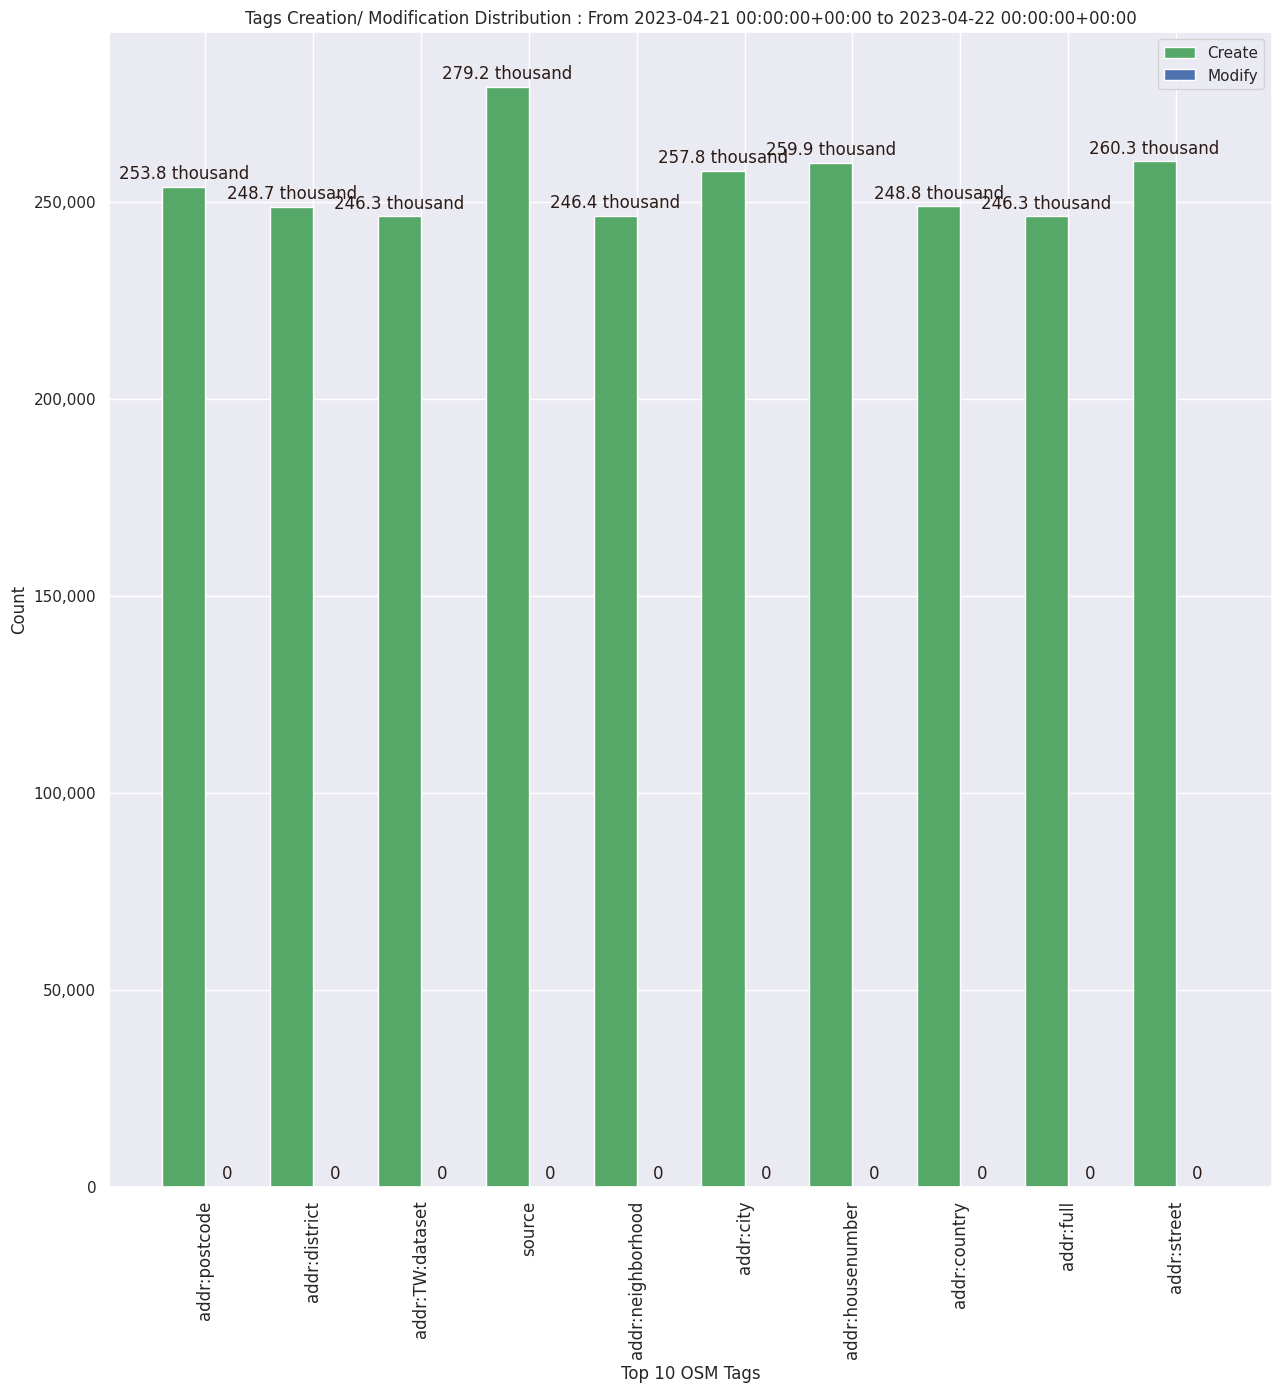 Tags Creation/ Modification Distribution : From 2023-04-21 00:00:00+00:00 to 2023-04-22 00:00:00+00:00
Create
Modify
279.2 thousand
260.3 thousand
259.9 thousand
257.8 thousand
253.8 thousand
248.7 thousand
248.8 thousand
246.3 thousand
246.4 thousand
246.3 thousand
250,000
200,000
150,000
100,000
50,000
0
Count
0 0 0 0 0 0 0 0 0 0
addr:postcode
addr:district
addr:TW:dataset
source
addr:neighborhood
addr:city
addr:housenumber
addr:country
addr:full
addr:street
Top 10 OSM Tags